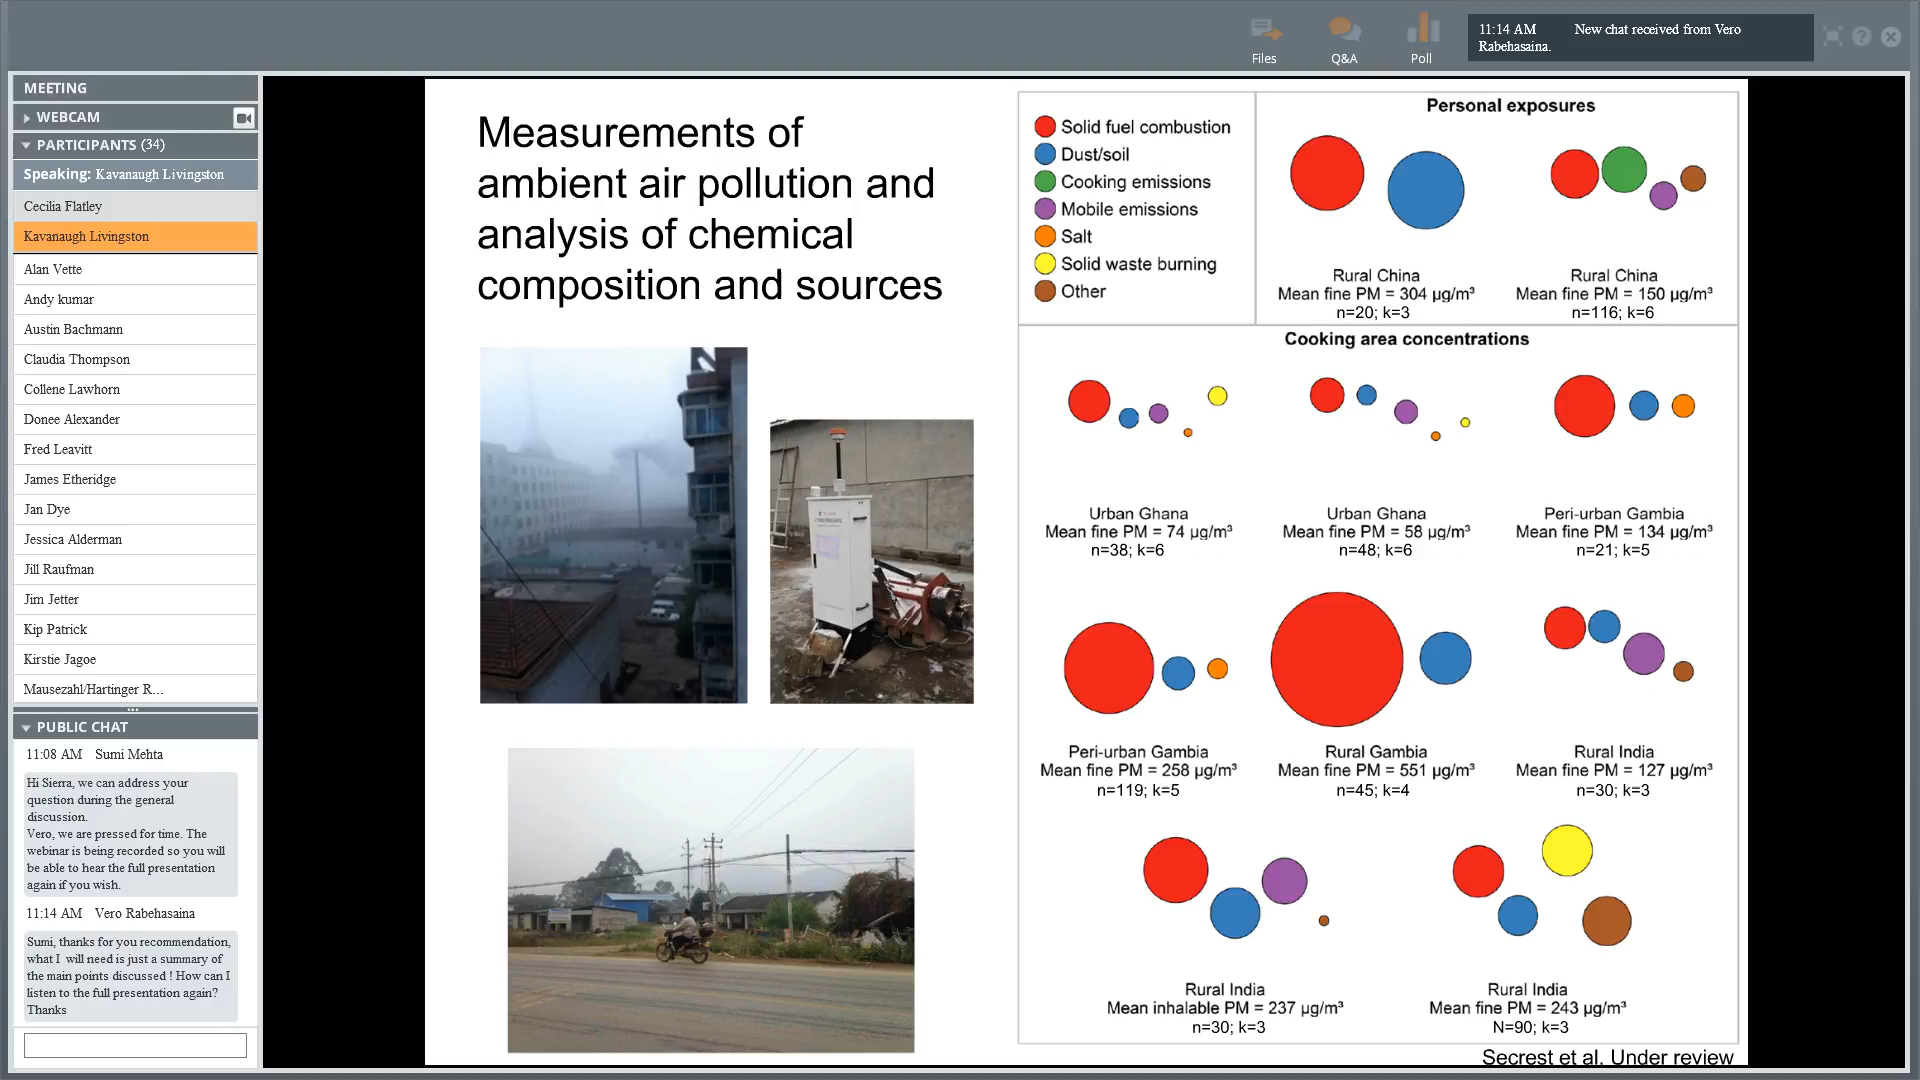 Files
Q&A
Poll
11:14 AM New chat received from Vero
Rabehasaina.
MEETING
WEBCAM
PARTICIPANTS (34)
Speaking: Kavanaugh Livingston
Cecilia Flatley
Kavanaugh Livingston
Alan Vette
Andy kumar
Austin Bachmann
Claudia Thompson
Collene Lawhorn
Donee Alexander
Fred Leavitt
James Etheridge
Jan Dye
Jessica Alderman
Jill Raufman
Jim Jetter
Kip Patrick
Kirstie Jagoe
Mausezahl/Hartinger R...
PUBLIC CHAT
11:08 AM Sumi Mehta
Hi Sierra, we can address your
question during the general
discussion.
Vero, we are pressed for time. The
webinar is being recorded so you will
be able to hear the full presentation
again if you wish.
11:14 AM Vero Rabehasaina
Sumi, thanks for you recommendation,
what I will need is just a summary of
the main points discussed ! How can I
listen to the full presentation again?
Thanks
Measurements of
ambient air pollution and
analysis of chemical
composition and sources
Solid fuel combustion
Dust/soil
Cooking emissions
Mobile emissions
Salt
Solid waste burning
Other
Personal exposures
Rural China
Mean fine PM = 304 µg/m³
n=20; k=3
Rural China
Mean fine PM = 150 µg/m³
n=116; k=6
Cooking area concentrations
Urban Ghana
Mean fine PM = 74 µg/m³
n=38; k=6
Urban Ghana
Mean fine PM = 58 µg/m³
n=48; k=6
Peri-urban Gambia
Mean fine PM = 134 µg/m³
n=21; k=5
Peri-urban Gambia
Mean fine PM = 258 µg/m³
n=119; k=5
Rural Gambia
Mean fine PM = 551 µg/m³
n=45; k=4
Rural India
Mean fine PM = 127 µg/m³
n=30; k=3
Rural India
Mean inhalable PM = 237 µg/m³
n=30; k=3
Rural India
Mean fine PM = 243 µg/m³
N=90; k=3
Secrest et al. Under review